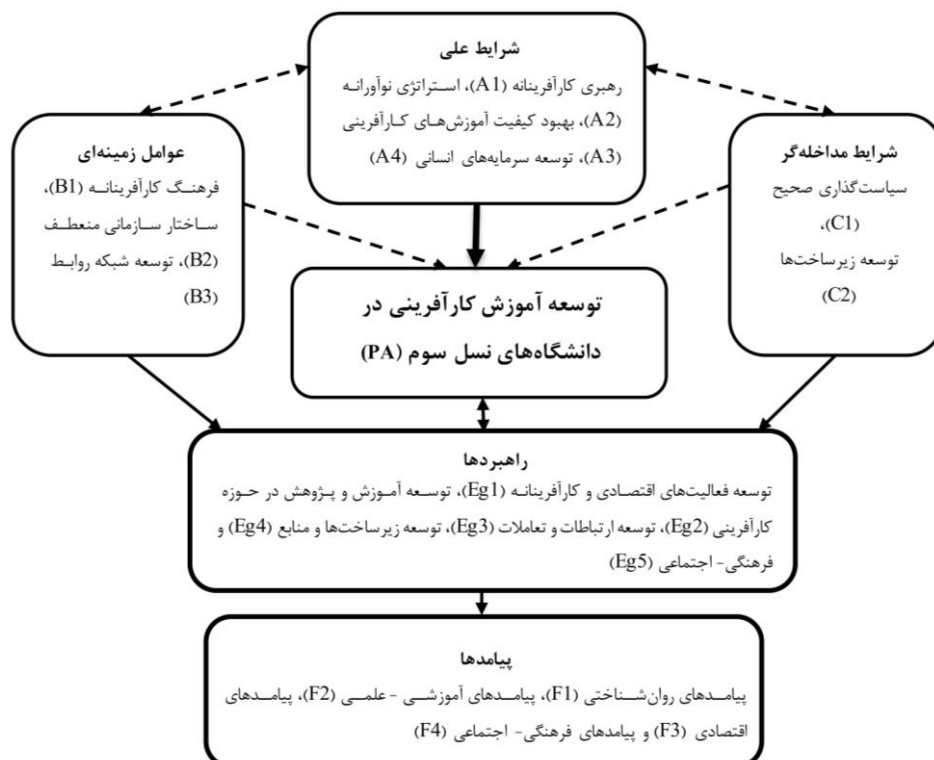 شرایط علی
رهبری کارآفرینانه (A1)، استراتژی نوآورانه
(A2)، بهبود کیفیت آموزش‌های کارآفرینی
(A3)، توسعه سرمایه‌های انسانی (A4)
عوامل زمینه‌ای
فرهنگ کارآفرینانه (B1)،
ساختار سازمانی منعطف
(B2)، توسعه شبکه روابط
(B3)
شرایط مداخله‌گر
سیاست‌گذاری صحیح
(C1)،
توسعه زیرساخت‌ها
(C2)
توسعه آموزش کارآفرینی در
دانشگاه‌های نسل سوم (PA)
راهبردها
توسعه فعالیت‌های اقتصادی و کارآفرینانه (Eg1)، توسعه آموزش و پژوهش در حوزه
کارآفرینی (Eg2)، توسعه ارتباطات و تعاملات (Eg3)، توسعه زیرساخت‌ها و منابع (Eg4) و
فرهنگی- اجتماعی (Eg5)
پیامدها
پیامدهای روان‌شناختی (F1)، پیامدهای آموزشی - علمی (F2)، پیامدهای
اقتصادی (F3) و پیامدهای فرهنگی- اجتماعی (F4)